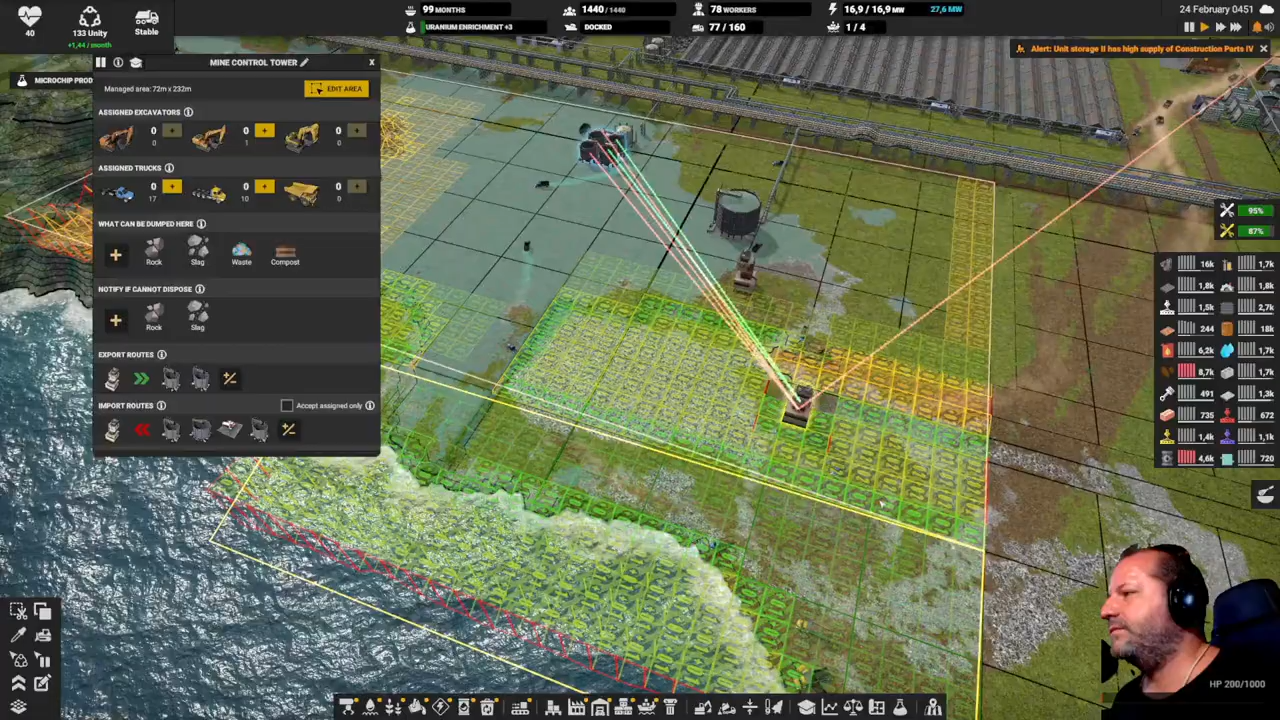 99 MONTHS
1440 / 1440
78 WORKERS
16,9 / 16,9 MW
27,6 MW
24 February 0451
40
133 Unity
+1,44 / month
Stable
URANIUM ENRICHMENT +3
DOCKED
77 / 160
1 / 4
Alert: Unit storage II has high supply of Construction Parts IV
MICROCHIP PROD
MINE CONTROL TOWER
X
Managed area: 72m x 232m
EDIT AREA
ASSIGNED EXCAVATORS
0
0
0
0
1
0
ASSIGNED TRUCKS
0
0
0
17
10
0
WHAT CAN BE DUMPED HERE
Rock
Slag
Waste
Compost
NOTIFY IF CANNOT DISPOSE
Rock
Slag
EXPORT ROUTES
IMPORT ROUTES
Accept assigned only
95%
87%
16k
1,7k
1,8k
1,8k
1,5k
2,7k
244
18k
6,2k
1,7k
8,7k
1,7k
491
1,3k
735
672
1,4k
1,1k
4,6k
720
HP 200/1000